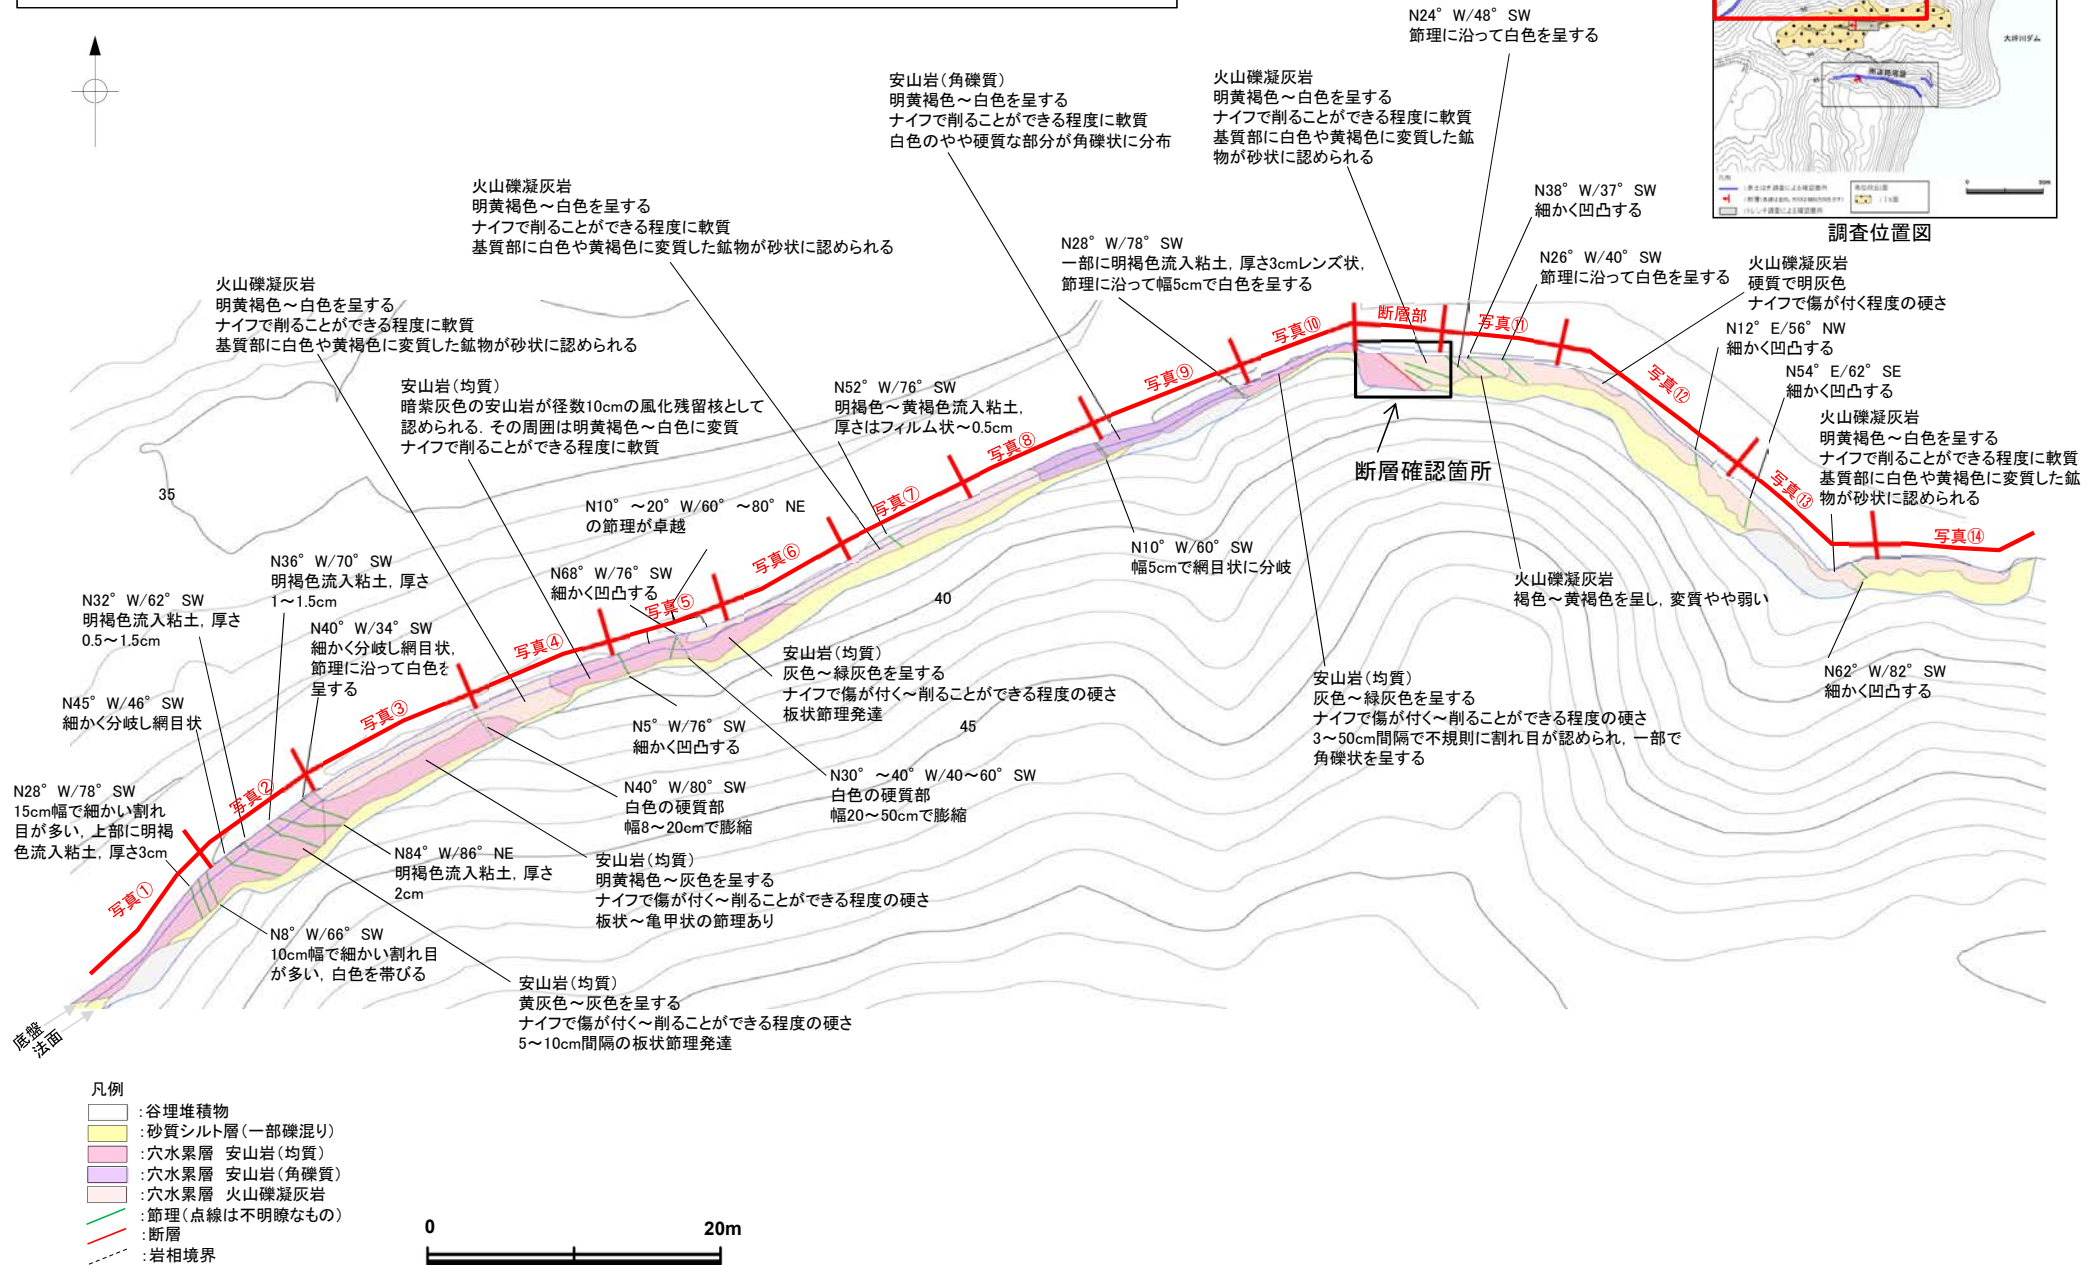 N24°W/48°SW
節理に沿って白色を呈する
大坪川ダム
調査位置図
安山岩(角礫質)
明黄褐色～白色を呈する
ナイフで削ることができる程度に軟質
白色のやや硬質な部分が角礫状に分布
火山礫凝灰岩
明黄褐色～白色を呈する
ナイフで削ることができる程度に軟質
基質部に白色や黄褐色に変質した鉱
物が砂状に認められる
火山礫凝灰岩
明黄褐色～白色を呈する
ナイフで削ることができる程度に軟質
基質部に白色や黄褐色に変質した鉱物が砂状に認められる
N38°W/37°SW
細かく凹凸する
N28°W/78°SW
一部に明褐色流入粘土，厚さ3cmレンズ状，
節理に沿って幅5cmで白色を呈する
N26°W/40°SW
節理に沿って白色を呈する
火山礫凝灰岩
硬質で明灰色
ナイフで傷が付く程度の硬さ
火山礫凝灰岩
明黄褐色～白色を呈する
ナイフで削ることができる程度に軟質
基質部に白色や黄褐色に変質した鉱物が砂状に認められる
N12°E/56°NW
細かく凹凸する
N54°E/62°SE
細かく凹凸する
安山岩(均質)
暗紫灰色の安山岩が径数10cmの風化残留核として
認められる．その周囲は明黄褐色～白色に変質
ナイフで削ることができる程度に軟質
N52°W/76°SW
明褐色～黄褐色流入粘土，
厚さはフィルム状～0.5cm
火山礫凝灰岩
明黄褐色～白色を呈する
ナイフで削ることができる程度に軟質
基質部に白色や黄褐色に変質した鉱
物が砂状に認められる
断層確認箇所
断層部
写真①
写真②
写真③
写真④
写真⑤
写真⑥
写真⑦
写真⑧
写真⑨
写真⑩
写真⑪
写真⑫
写真⑬
写真⑭
35
40
45
N10°～20°W/60°～80°NE
の節理が卓越
N68°W/76°SW
細かく凹凸する
N36°W/70°SW
明褐色流入粘土，厚さ
1～1.5cm
N32°W/62°SW
明褐色流入粘土，厚さ
0.5～1.5cm
N40°W/34°SW
細かく分岐し網目状，
節理に沿って白色を
呈する
N45°W/46°SW
細かく分岐し網目状
N28°W/78°SW
15cm幅で細かい割れ
目が多い，上部に明褐
色流入粘土，厚さ3cm
N10°W/60°SW
幅5cmで網目状に分岐
火山礫凝灰岩
褐色～黄褐色を呈し，変質やや弱い
安山岩(均質)
灰色～緑灰色を呈する
ナイフで傷が付く～削ることができる程度の硬さ
板状節理発達
安山岩(均質)
灰色～緑灰色を呈する
ナイフで傷が付く～削ることができる程度の硬さ
3～50cm間隔で不規則に割れ目が認められ，一部で
角礫状を呈する
N62°W/82°SW
細かく凹凸する
N5°W/76°SW
細かく凹凸する
N30°～40°W/40～60°SW
白色の硬質部
幅20～50cmで膨縮
N40°W/80°SW
白色の硬質部
幅8～20cmで膨縮
N84°W/86°NE
明褐色流入粘土，厚さ
2cm
安山岩(均質)
明黄褐色～灰色を呈する
ナイフで傷が付く～削ることができる程度の硬さ
板状～亀甲状の節理あり
N8°W/66°SW
10cm幅で細かい割れ目
が多い，白色を帯びる
安山岩(均質)
黄灰色～灰色を呈する
ナイフで傷が付く～削ることができる程度の硬さ
5～10cm間隔の板状節理発達
底盤
法面
凡例
:谷埋堆積物
:砂質シルト層(一部礫混り)
:穴水累層 安山岩(均質)
:穴水累層 安山岩(角礫質)
:穴水累層 火山礫凝灰岩
:節理(点線は不明瞭なもの)
:断層
:岩相境界
0 20m